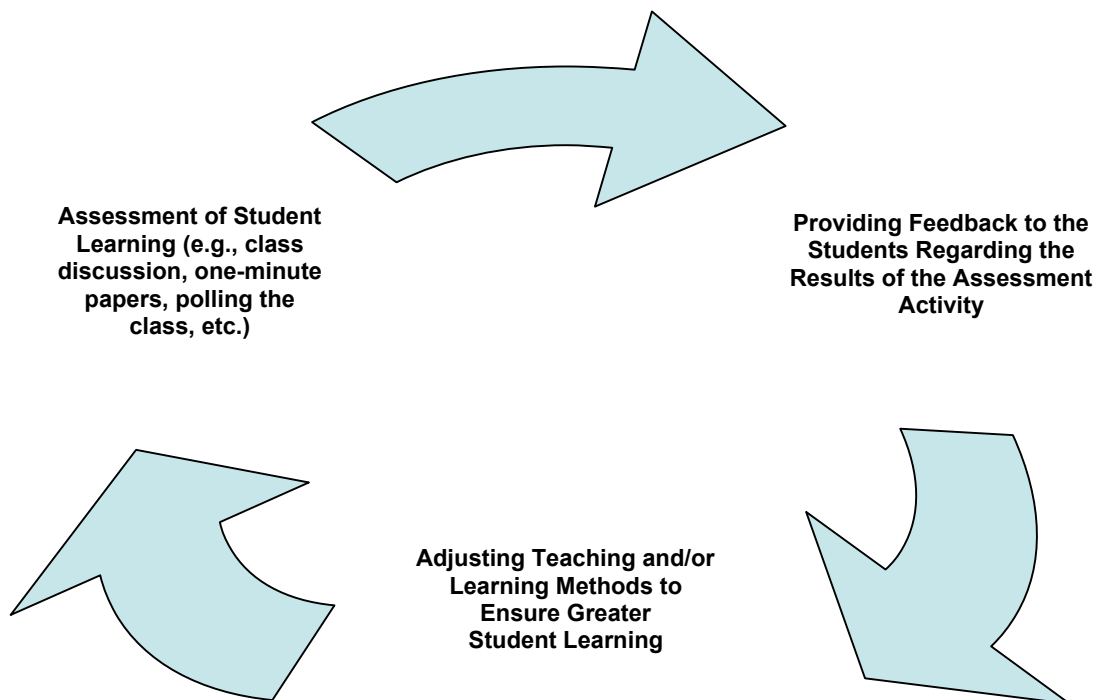 Assessment of Student
Learning (e.g., class
discussion, one-minute
papers, polling the
class, etc.)
Providing Feedback to the
Students Regarding the
Results of the Assessment
Activity
Adjusting Teaching and/or
Learning Methods to
Ensure Greater
Student Learning